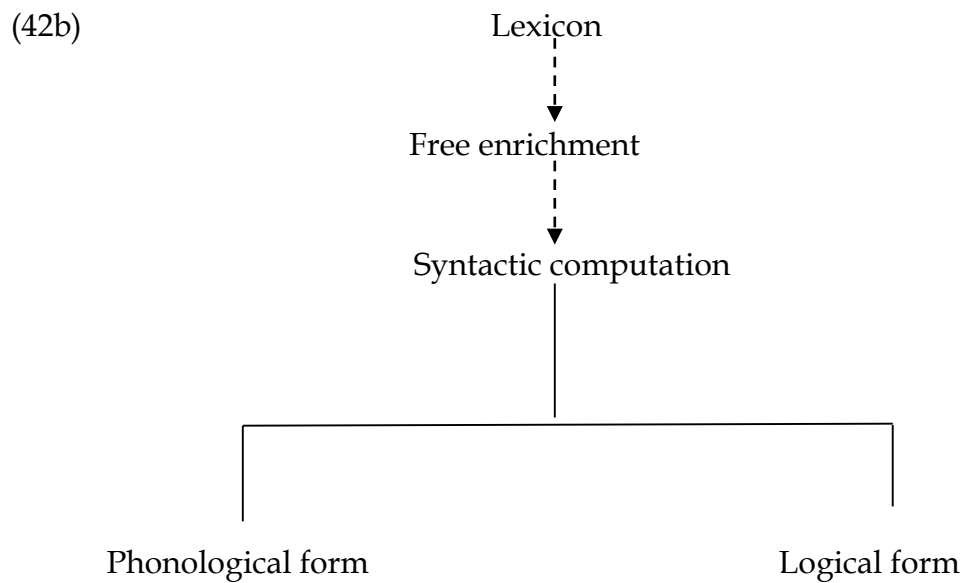 (42b) Lexicon
Free enrichment
Syntactic computation
Phonological form Logical form